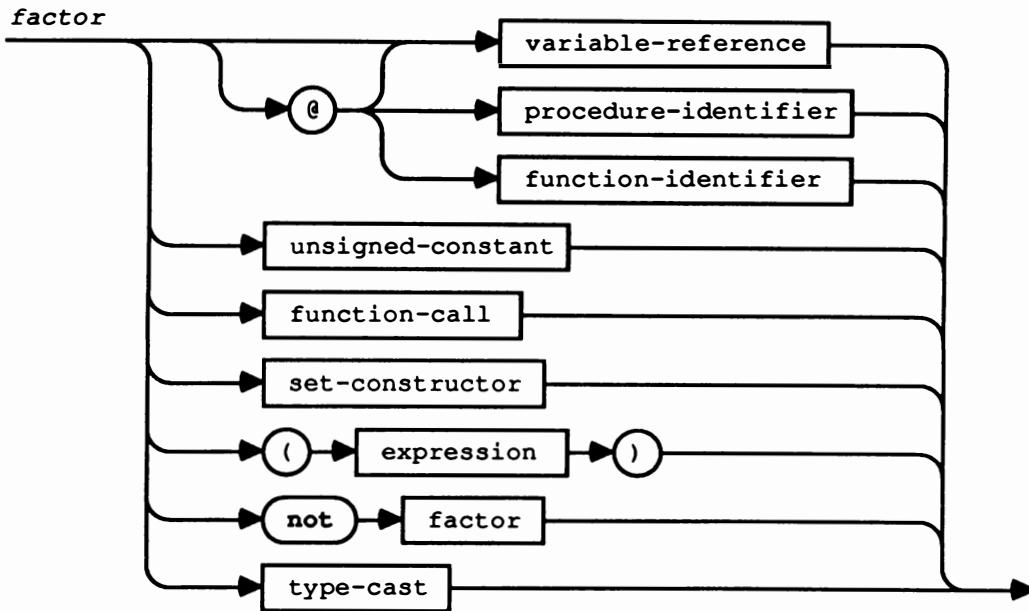 factor
variable-reference
@ procedure-identifier
function-identifier
unsigned-constant
function-call
set-constructor
( expression )
not factor
type-cast